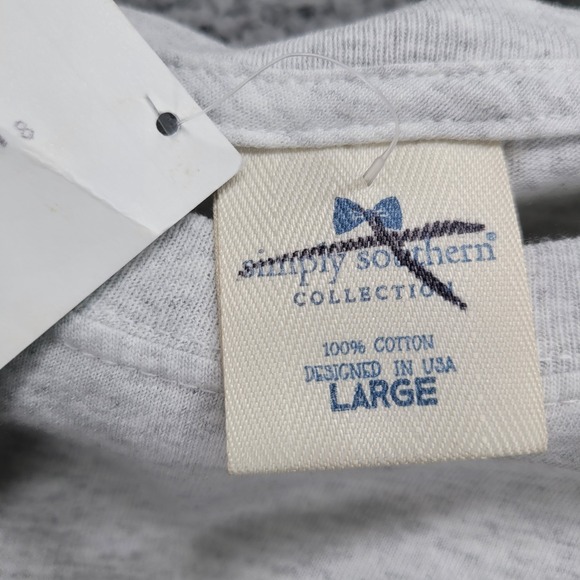 simply southern®
COLLECTION
100% COTTON
DESIGNED IN USA
LARGE